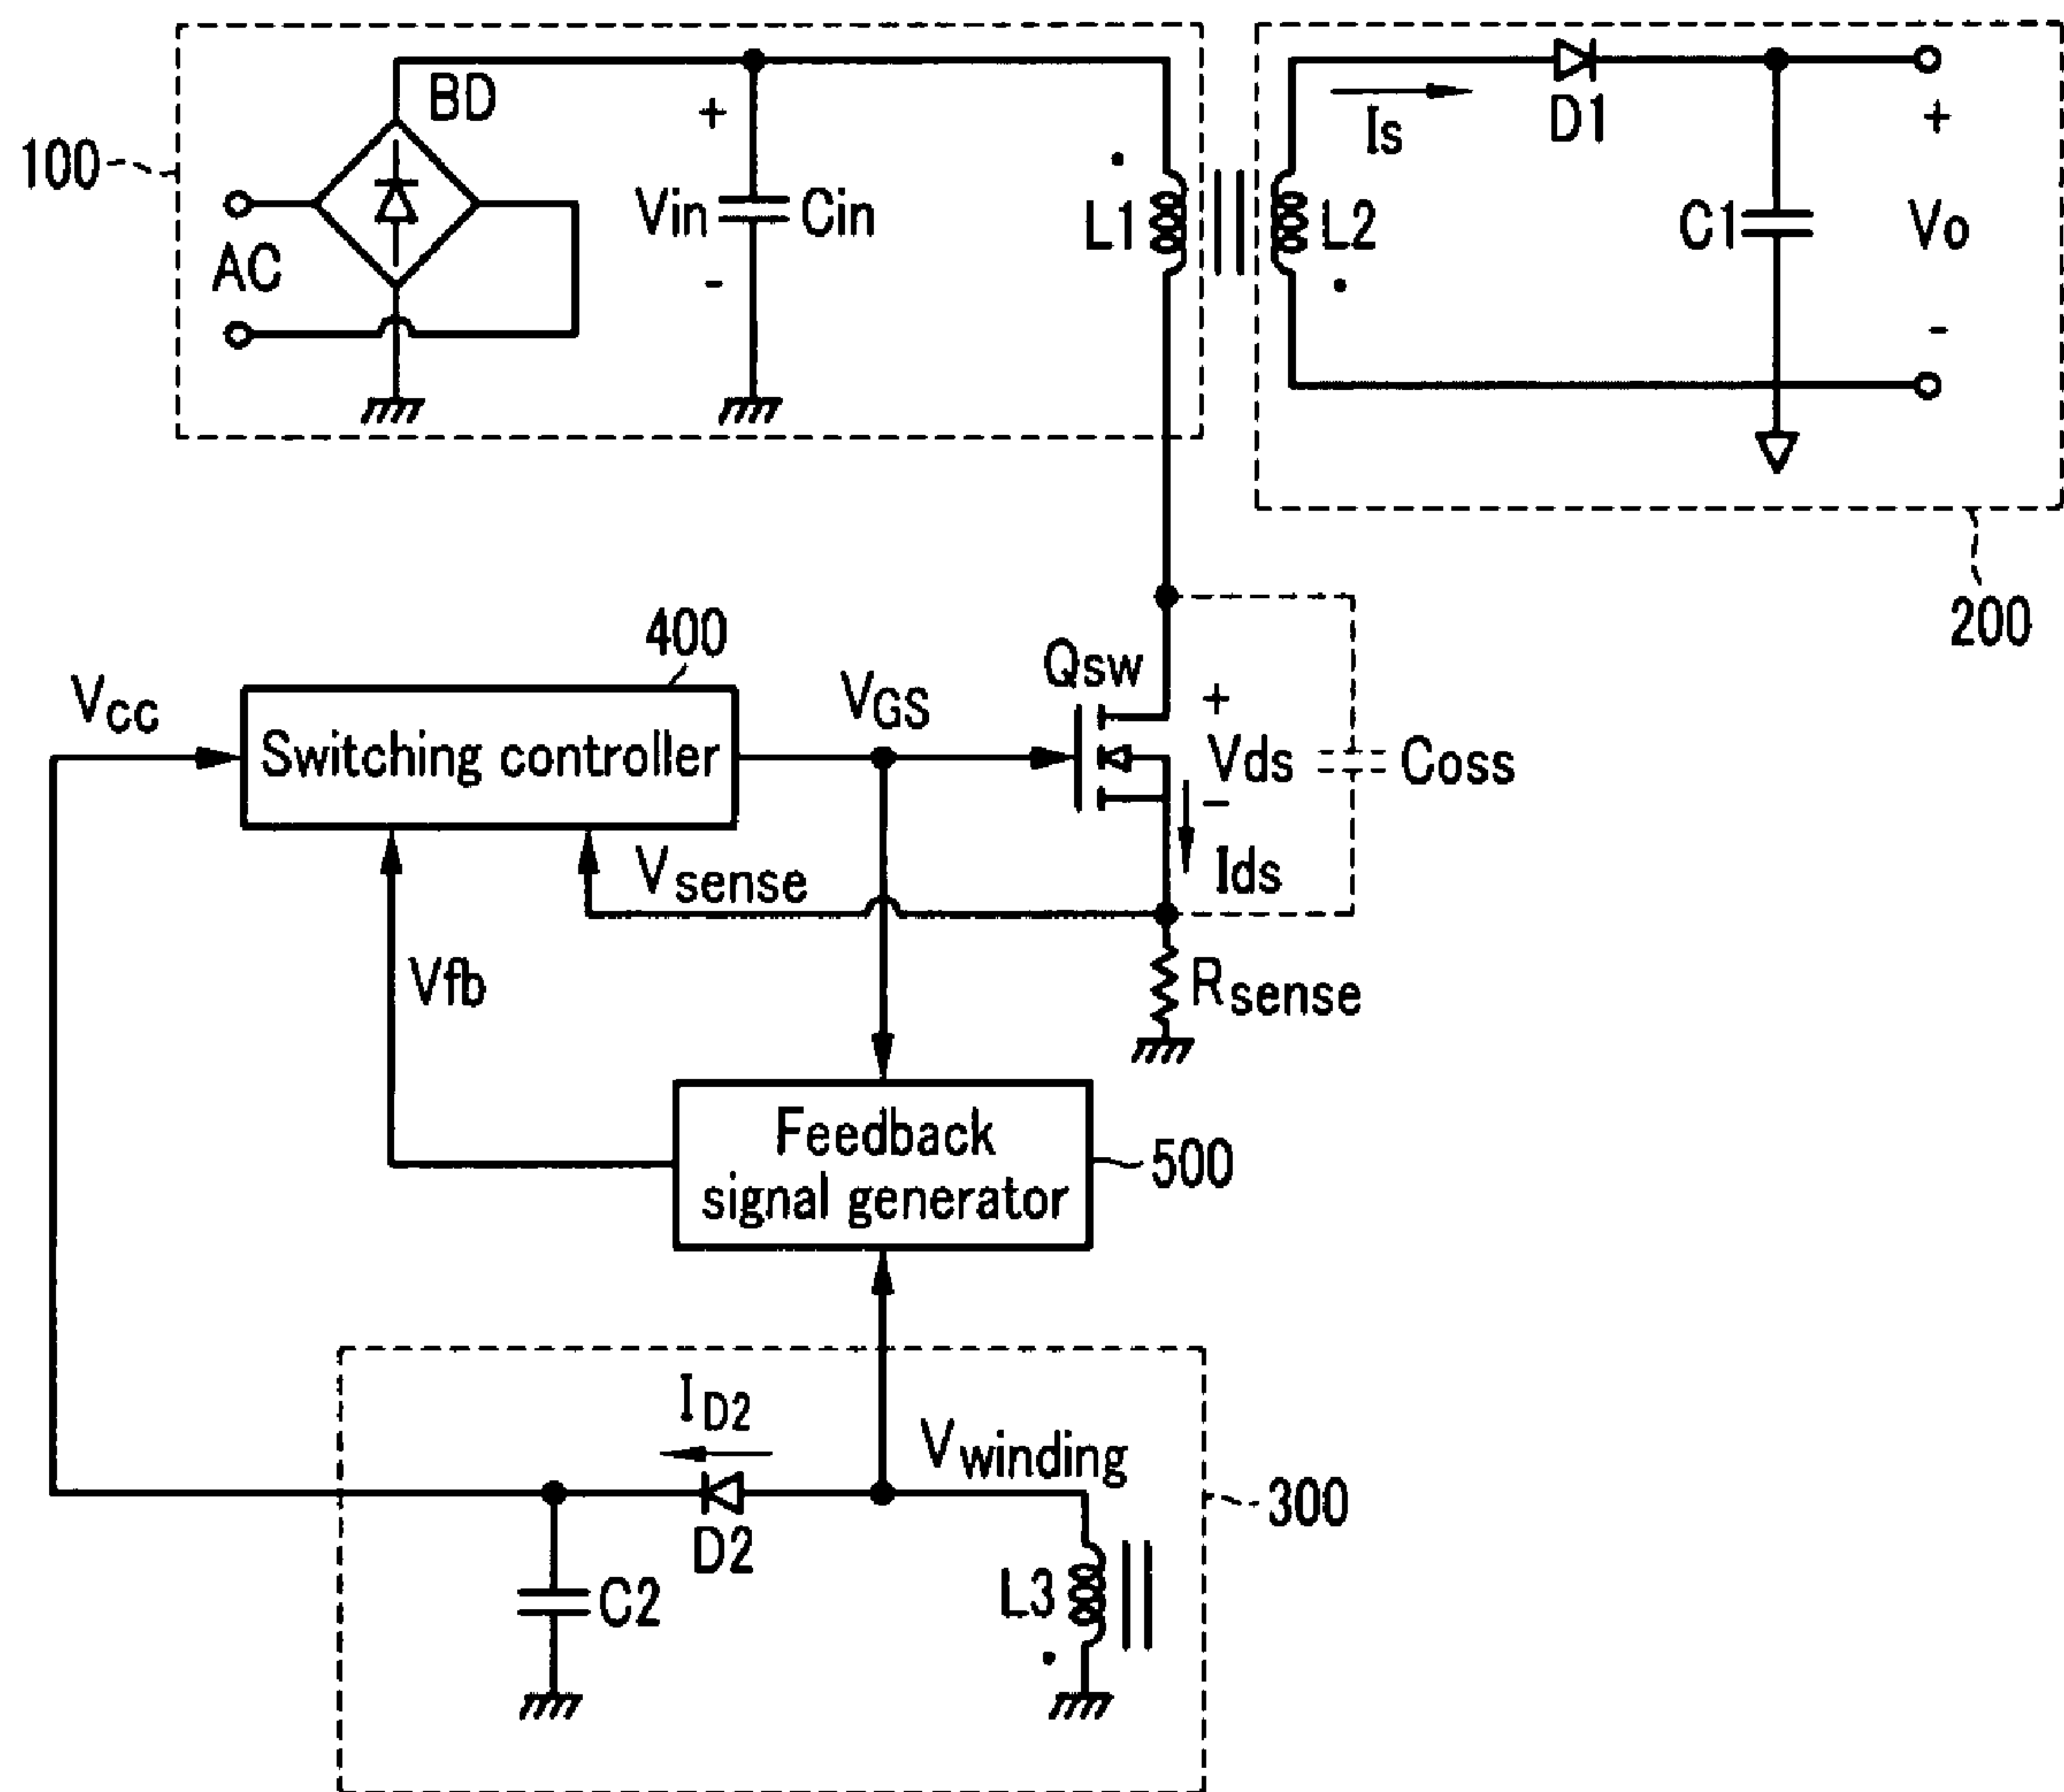 100
BD
AC
+
Vin
-
Cin
L1
L2
Is
D1
C1
+
Vo
-
200
400
Vcc
Switching controller
VGS
Qsw
+
Vds
-
Coss
Ids
Vsense
Rsense
Vfb
Feedback
signal generator
500
ID2
Vwinding
D2
C2
L3
300